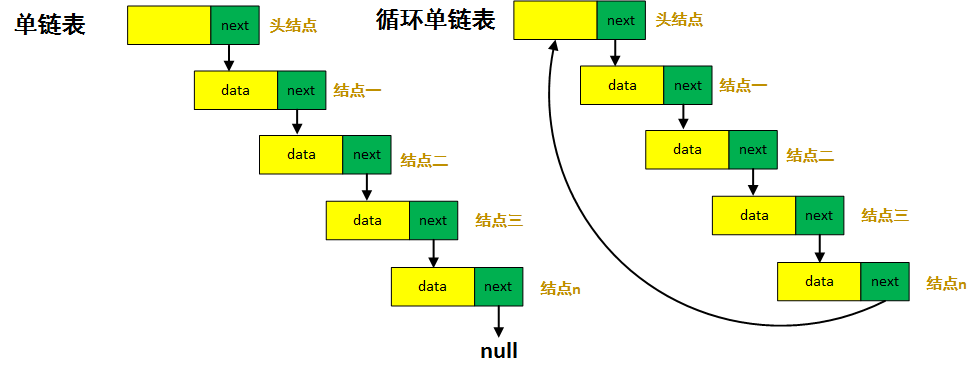 单链表
next
头结点
data
next
结点一
data
next
结点二
data
next
结点三
data
next
结点n
null
循环单链表
next
头结点
data
next
结点一
data
next
结点二
data
next
结点三
data
next
结点n